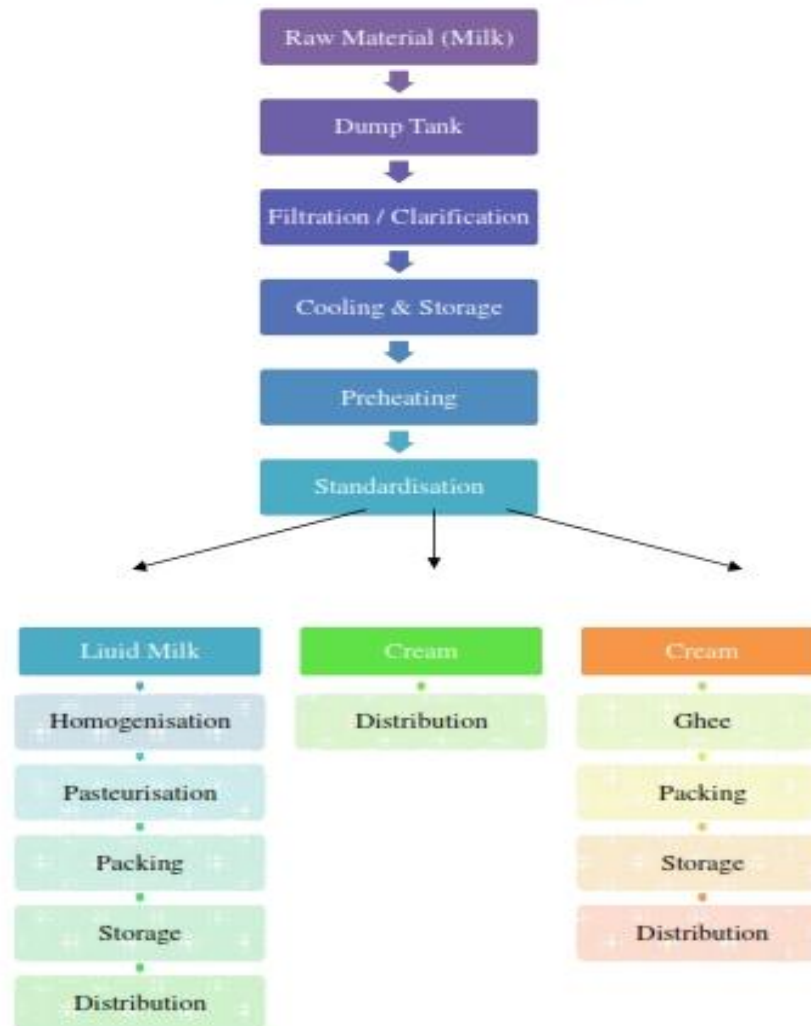 Raw Material (Milk)
Dump Tank
Filtration / Clarification
Cooling & Storage
Preheating
Standardisation
Liuid Milk
Homogenisation
Pasteurisation
Packing
Storage
Distribution
Cream
Distribution
Cream
Ghee
Packing
Storage
Distribution